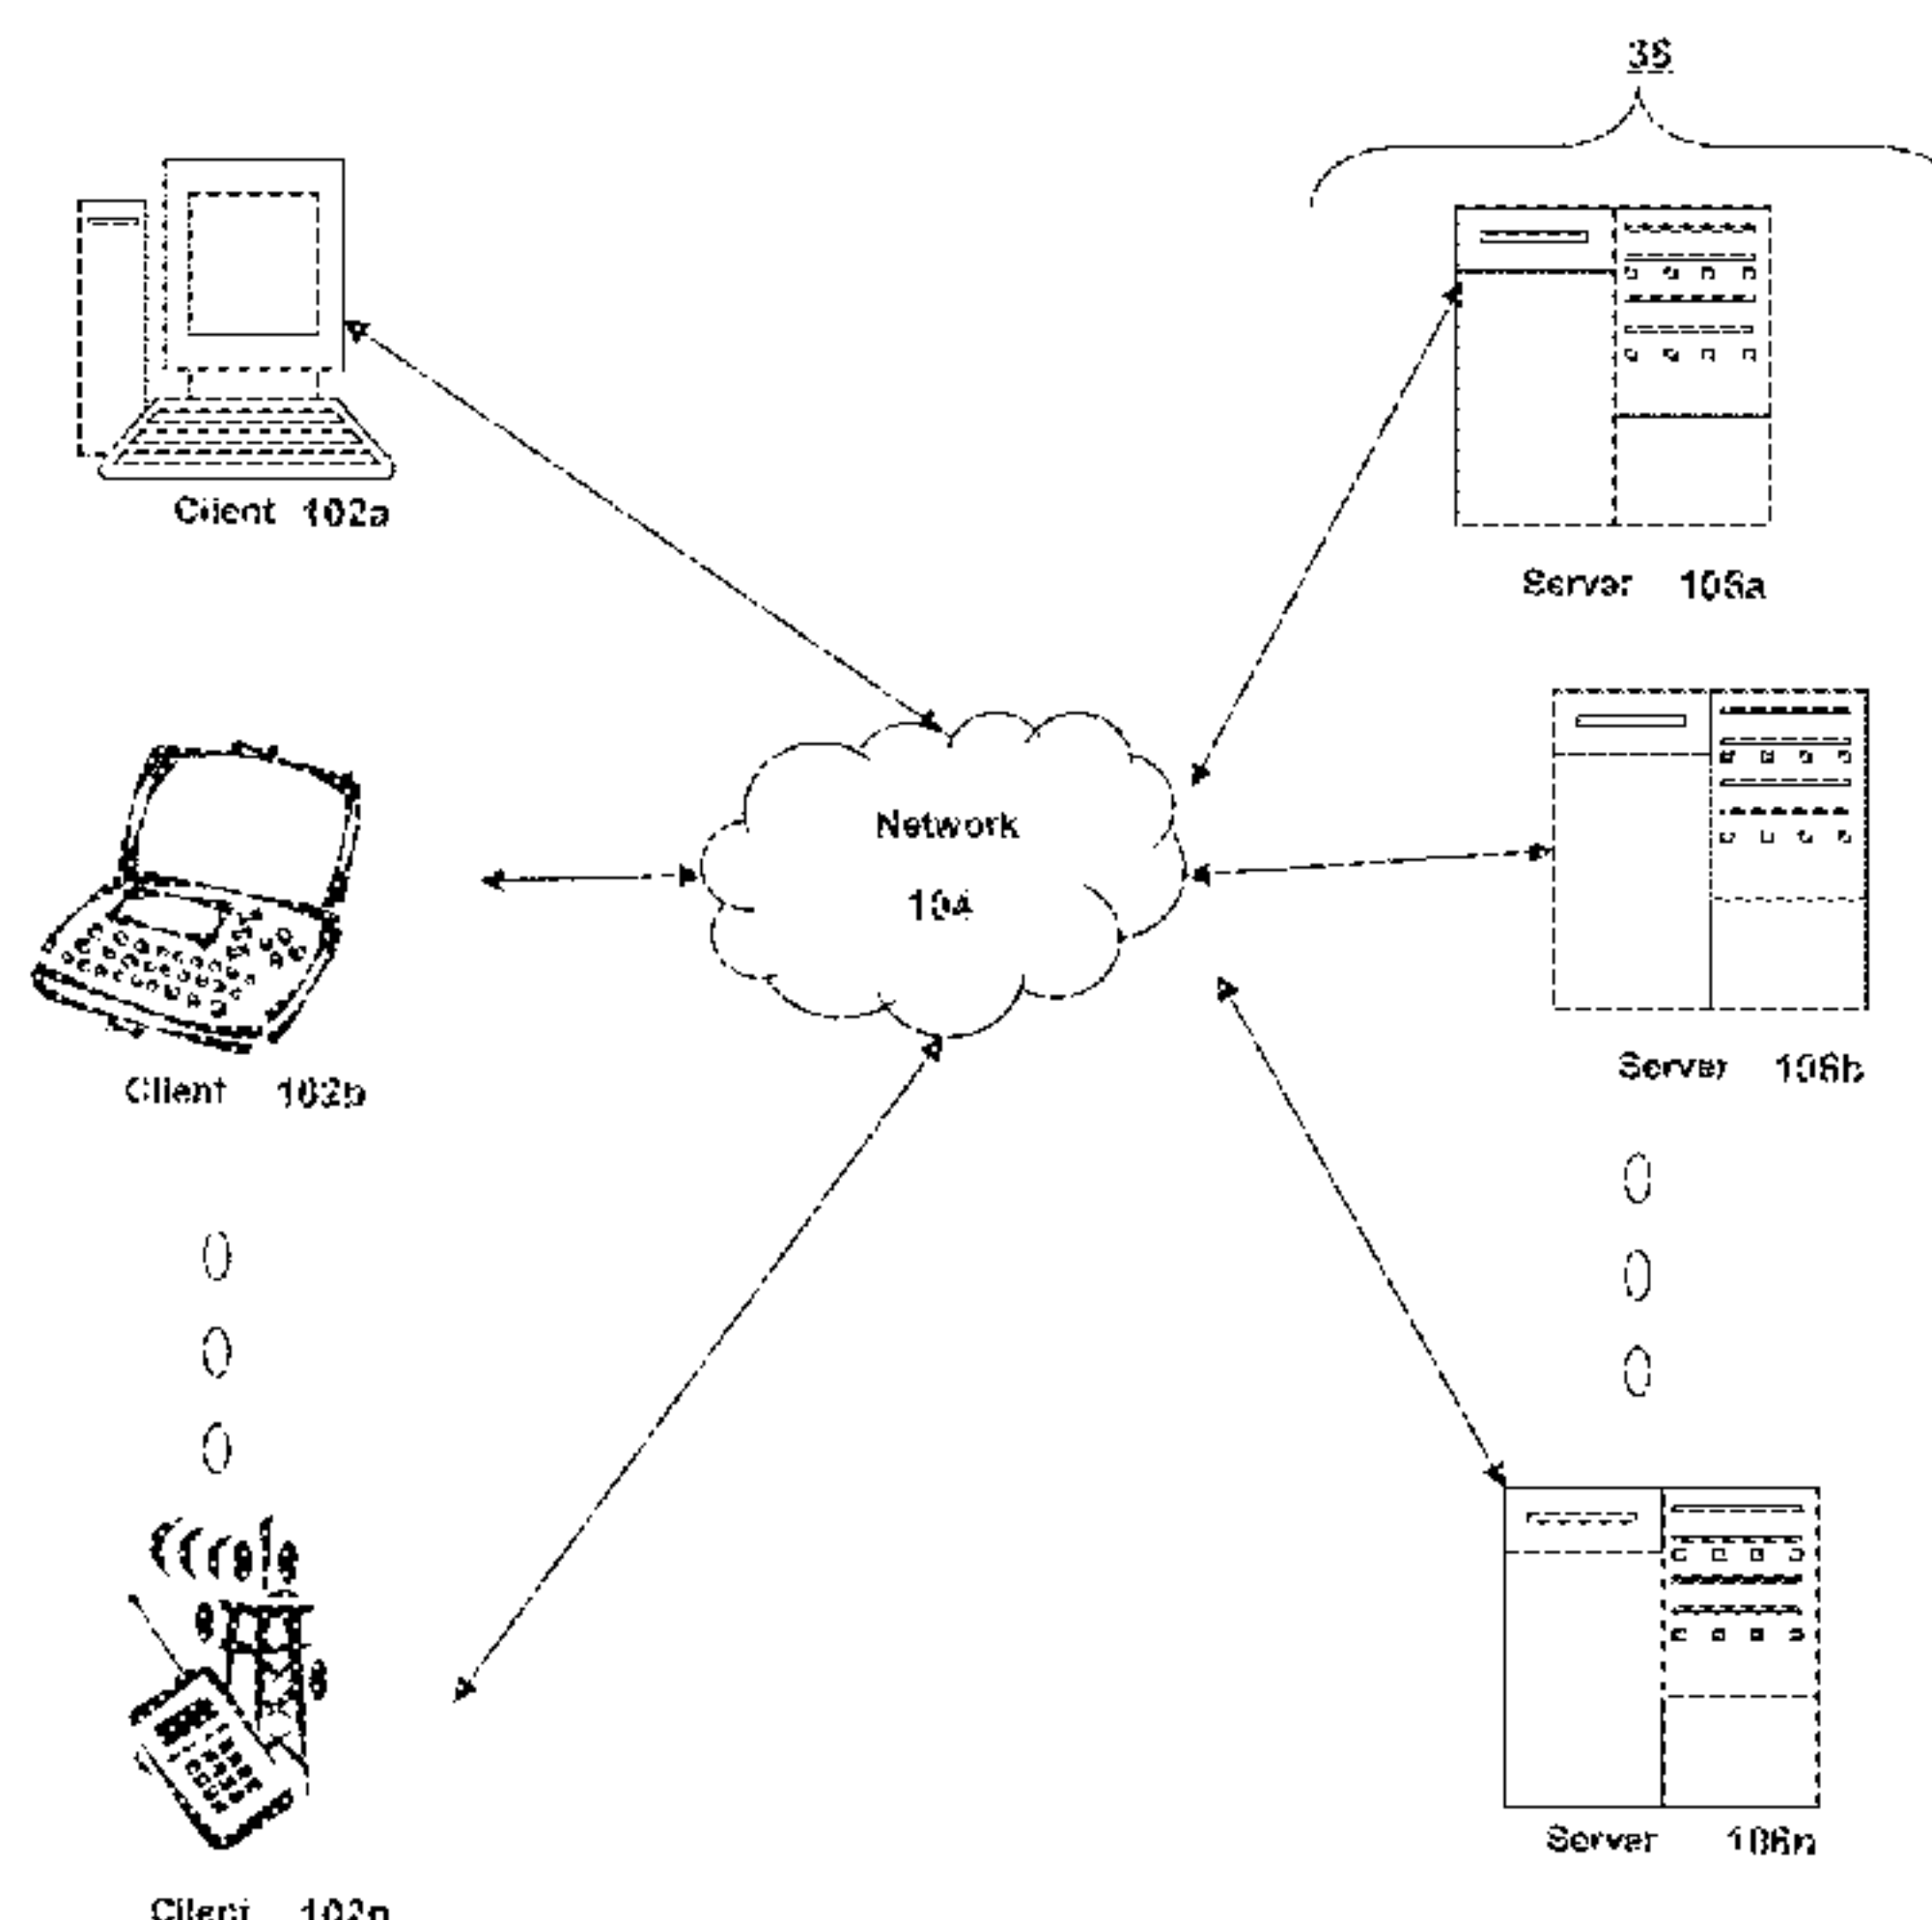 38
Client 102a
Server 106a
Network
104
Server 106b
Client 102b
Server 106n
Client 102n